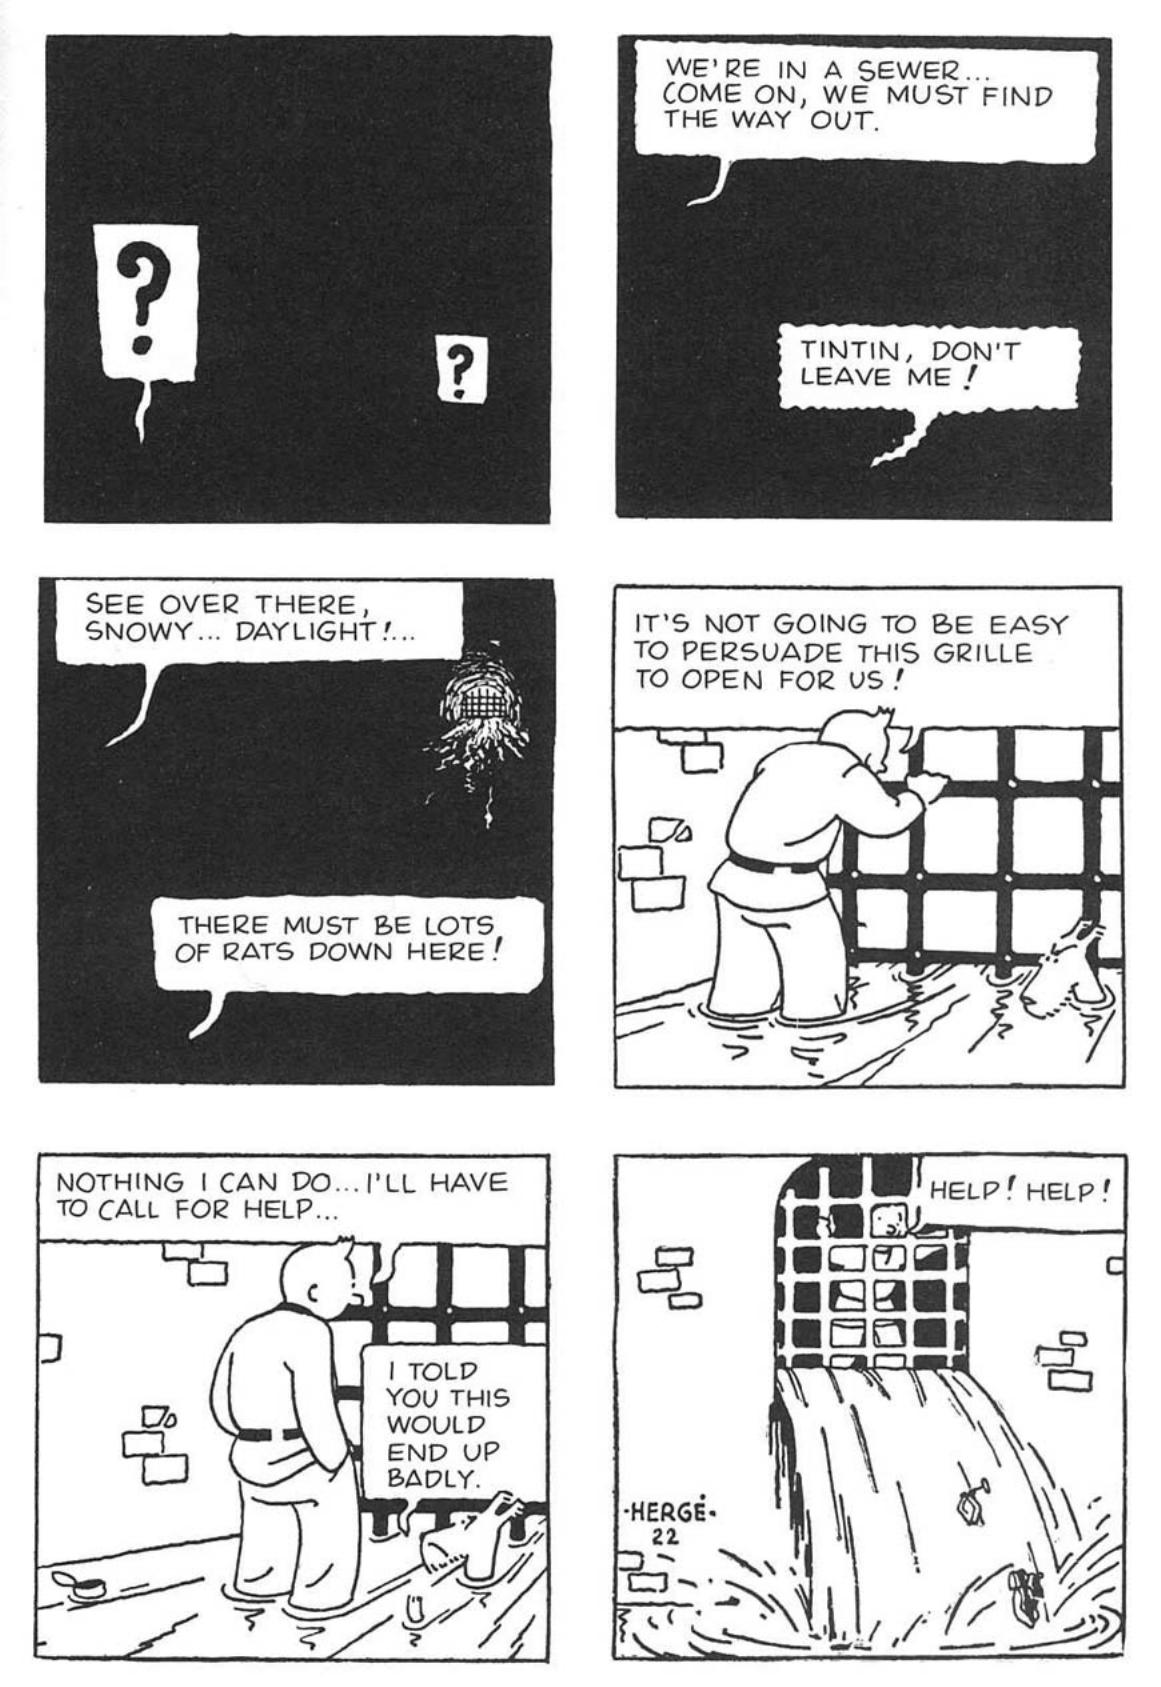 ?
?
WE'RE IN A SEWER...
COME ON, WE MUST FIND
THE WAY OUT.
TINTIN, DON'T
LEAVE ME!
SEE OVER THERE,
SNOWY... DAYLIGHT!...
THERE MUST BE LOTS
OF RATS DOWN HERE!
IT'S NOT GOING TO BE EASY
TO PERSUADE THIS GRILLE
TO OPEN FOR US!
NOTHING I CAN DO... I'LL HAVE
TO CALL FOR HELP...
I TOLD
YOU THIS
WOULD
END UP
BADLY.
HELP! HELP!
·HERGÉ·
22